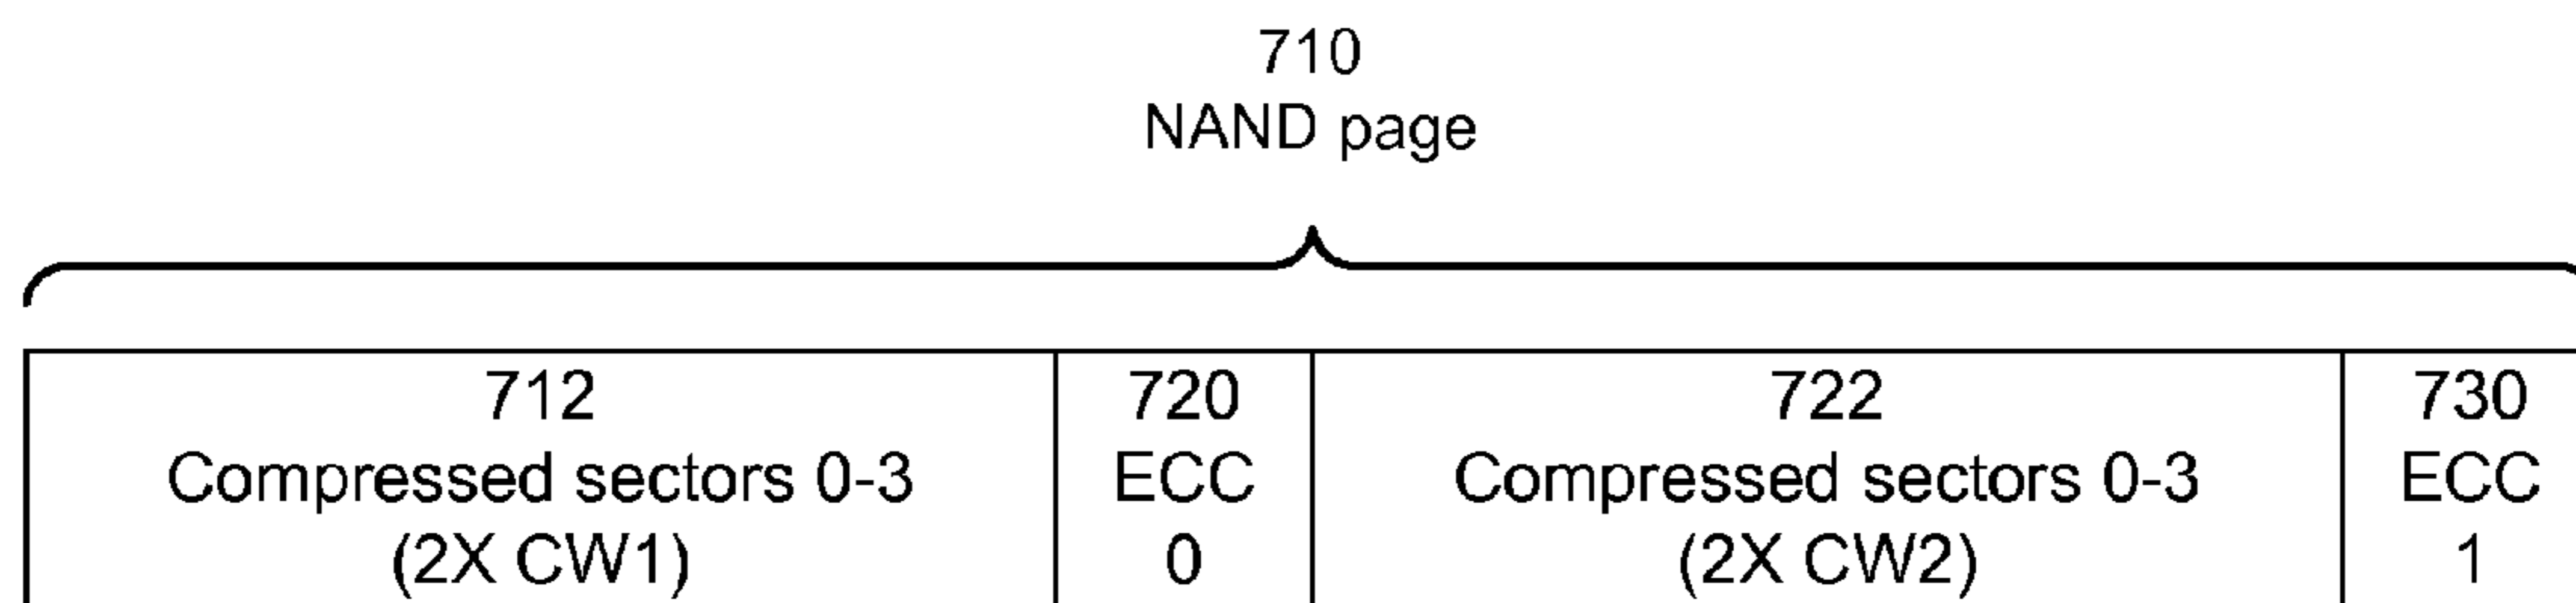 710
NAND page
712
Compressed sectors 0-3
(2X CW1)
720
ECC
0
722
Compressed sectors 0-3
(2X CW2)
730
ECC
1